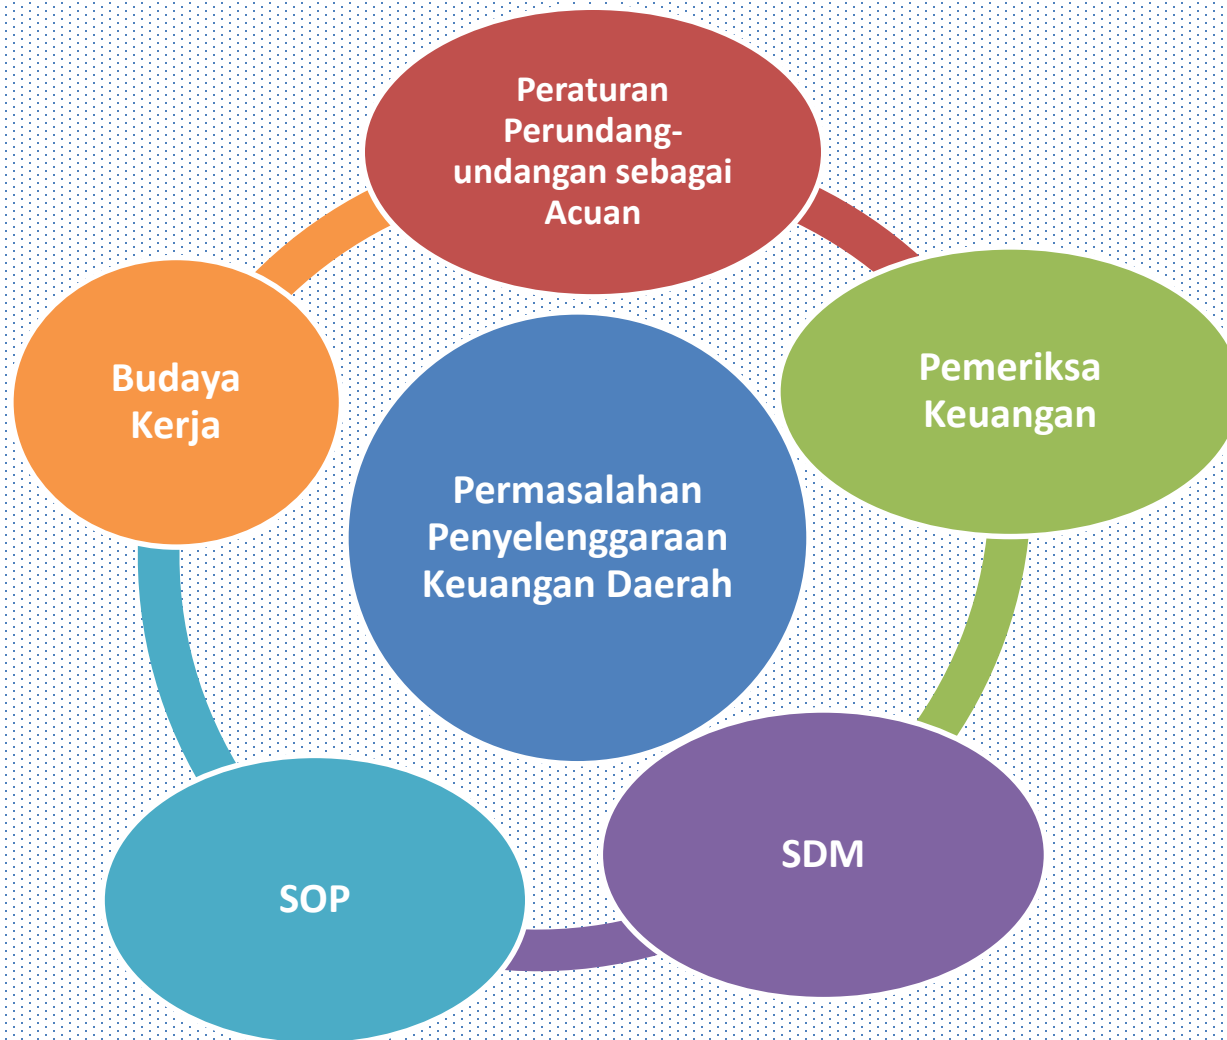 Peraturan
Perundang-
undangan sebagai
Acuan
Pemeriksa
Keuangan
Budaya
Kerja
Permasalahan
Penyelenggaraan
Keuangan Daerah
SDM
SOP